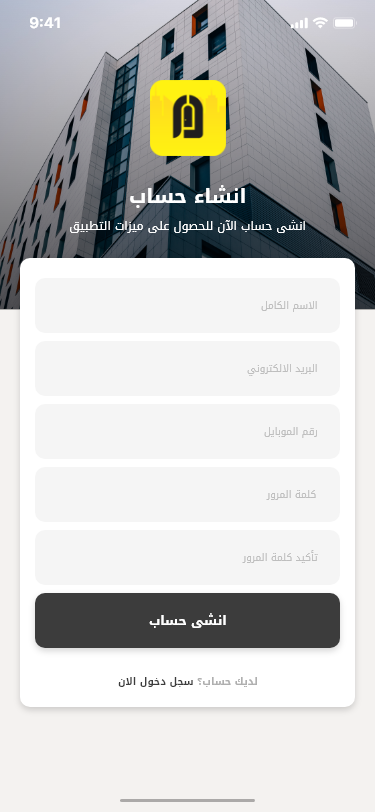 9:41
انشاء حساب
انشى حساب الآن للحصول على ميزات التطبيق
الاسم الكامل
البريد الالكتروني
رقم الموبايل
كلمة المرور
تأكيد كلمة المرور
انشى حساب
لديك حساب؟ سجل دخول الان